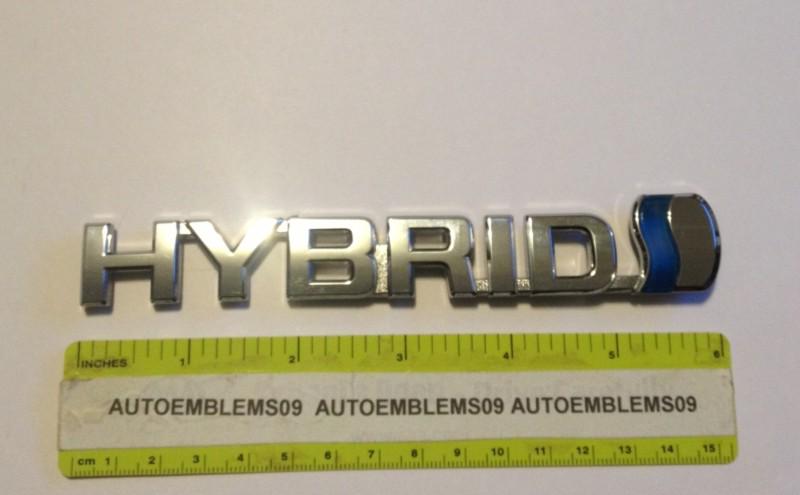 HYBRID
INCHES 1 2 3 4 5 6
AUTOEMBLEMS09 AUTOEMBLEMS09 AUTOEMBLEMS09
cm 1 2 3 4 5 6 7 8 9 10 11 12 13 14 15